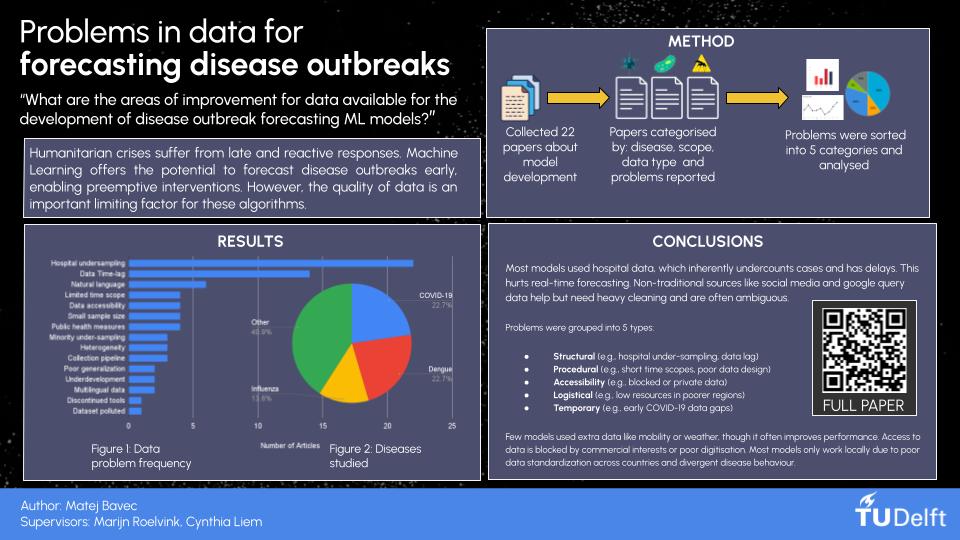 Problems in data for
forecasting disease outbreaks
“What are the areas of improvement for data available for the
development of disease outbreak forecasting ML models?”
Humanitarian crises suffer from late and reactive responses. Machine
Learning offers the potential to forecast disease outbreaks early,
enabling preemptive interventions. However, the quality of data is an
important limiting factor for these algorithms.
METHOD
Collected 22
papers about
model
development
Papers categorised
by: disease, scope,
data type and
problems reported
Problems were sorted
into 5 categories and
analysed
RESULTS
Hospital undersampling
Data Time-lag
Natural language
Limited time scope
Data accessibility
Small sample size
Public health measures
Minority under-sampling
Heterogeneity
Collection pipeline
Poor generalization
Underdevelopment
Multilingual data
Discontinued tools
Dataset polluted
0 5 10 15 20 25
Number of Articles
COVID-19
22.7%
Dengue
22.7%
Influenza
13.6%
Other
40.9%
Figure 1: Data
problem frequency
Figure 2: Diseases
studied
CONCLUSIONS
Most models used hospital data, which inherently undercounts cases and has delays. This
hurts real-time forecasting. Non-traditional sources like social media and google query
data help but need heavy cleaning and are often ambiguous.
Problems were grouped into 5 types:
● Structural (e.g., hospital under-sampling, data lag)
● Procedural (e.g., short time scopes, poor data design)
● Accessibility (e.g., blocked or private data)
● Logistical (e.g., low resources in poorer regions)
● Temporary (e.g., early COVID-19 data gaps)
FULL PAPER
Few models used extra data like mobility or weather, though it often improves performance. Access to
data is blocked by commercial interests or poor digitisation. Most models only work locally due to poor
data standardization across countries and divergent disease behaviour.
Author: Matej Bavec
Supervisors: Marijn Roelvink, Cynthia Liem
TUDelft